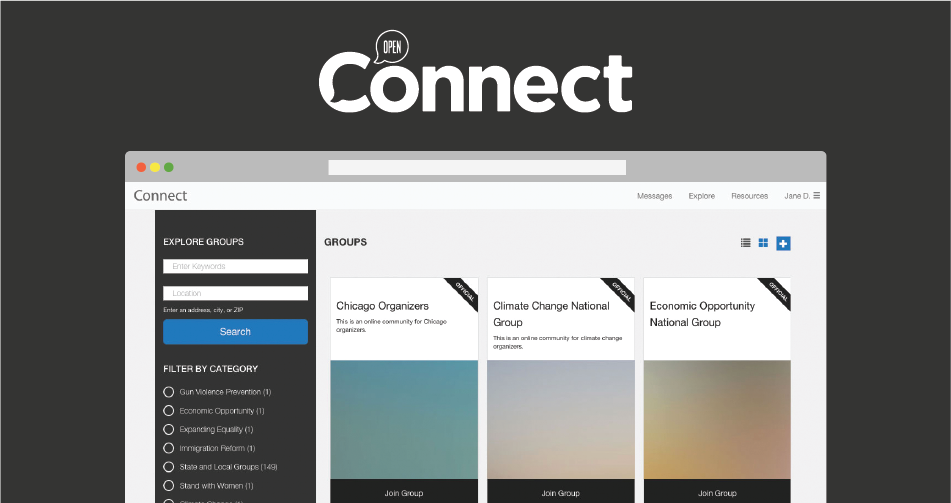 OPEN
Connect
Connect
Messages
Explore
Resources
Jane D.
EXPLORE GROUPS
Enter Keywords
Location
Enter an address, city, or ZIP
Search
FILTER BY CATEGORY
Gun Violence Prevention (1)
Economic Opportunity (1)
Expanding Equality (1)
Immigration Reform (1)
State and Local Groups (149)
Stand with Women (1)
Climate Change (1)
GROUPS
OFFICIAL
Chicago Organizers
This is an online community for Chicago
organizers.
Join Group
OFFICIAL
Climate Change National
Group
This is an online community for climate change
organizers.
Join Group
OFFICIAL
Economic Opportunity
National Group
Join Group